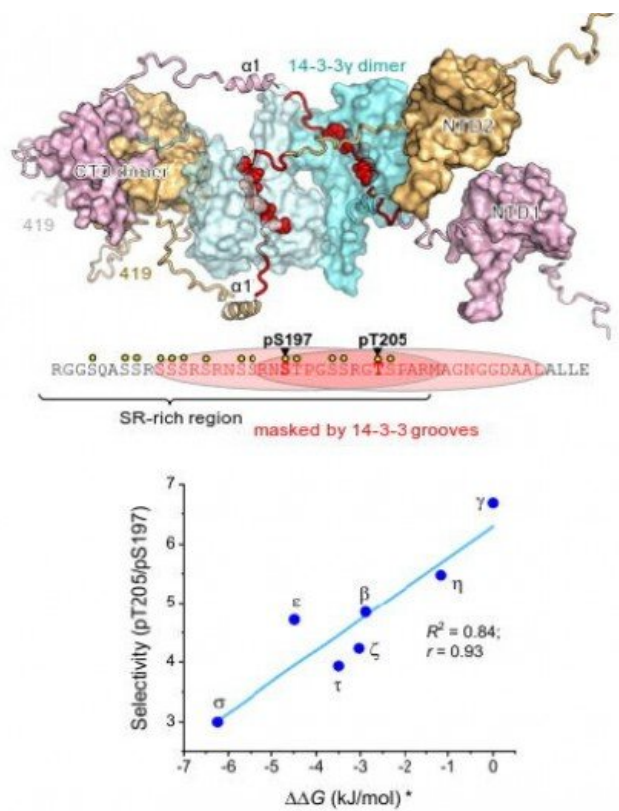 α1
14-3-3γ dimer
NTD2
CTD dimer
NTD1
419
419
α1
pS197 pT205
RGGSQASSRSSSRSRNSSRNSTPGSSRGTSPARMAGNGGDAALALLE
SR-rich region
masked by 14-3-3 grooves
7
γ
6
η
5
ε
β
ζ
τ
4
σ
3
R² = 0.84;
r = 0.93
Selectivity (pT205/pS197)
-7 -6 -5 -4 -3 -2 -1 0
ΔΔG (kJ/mol) *